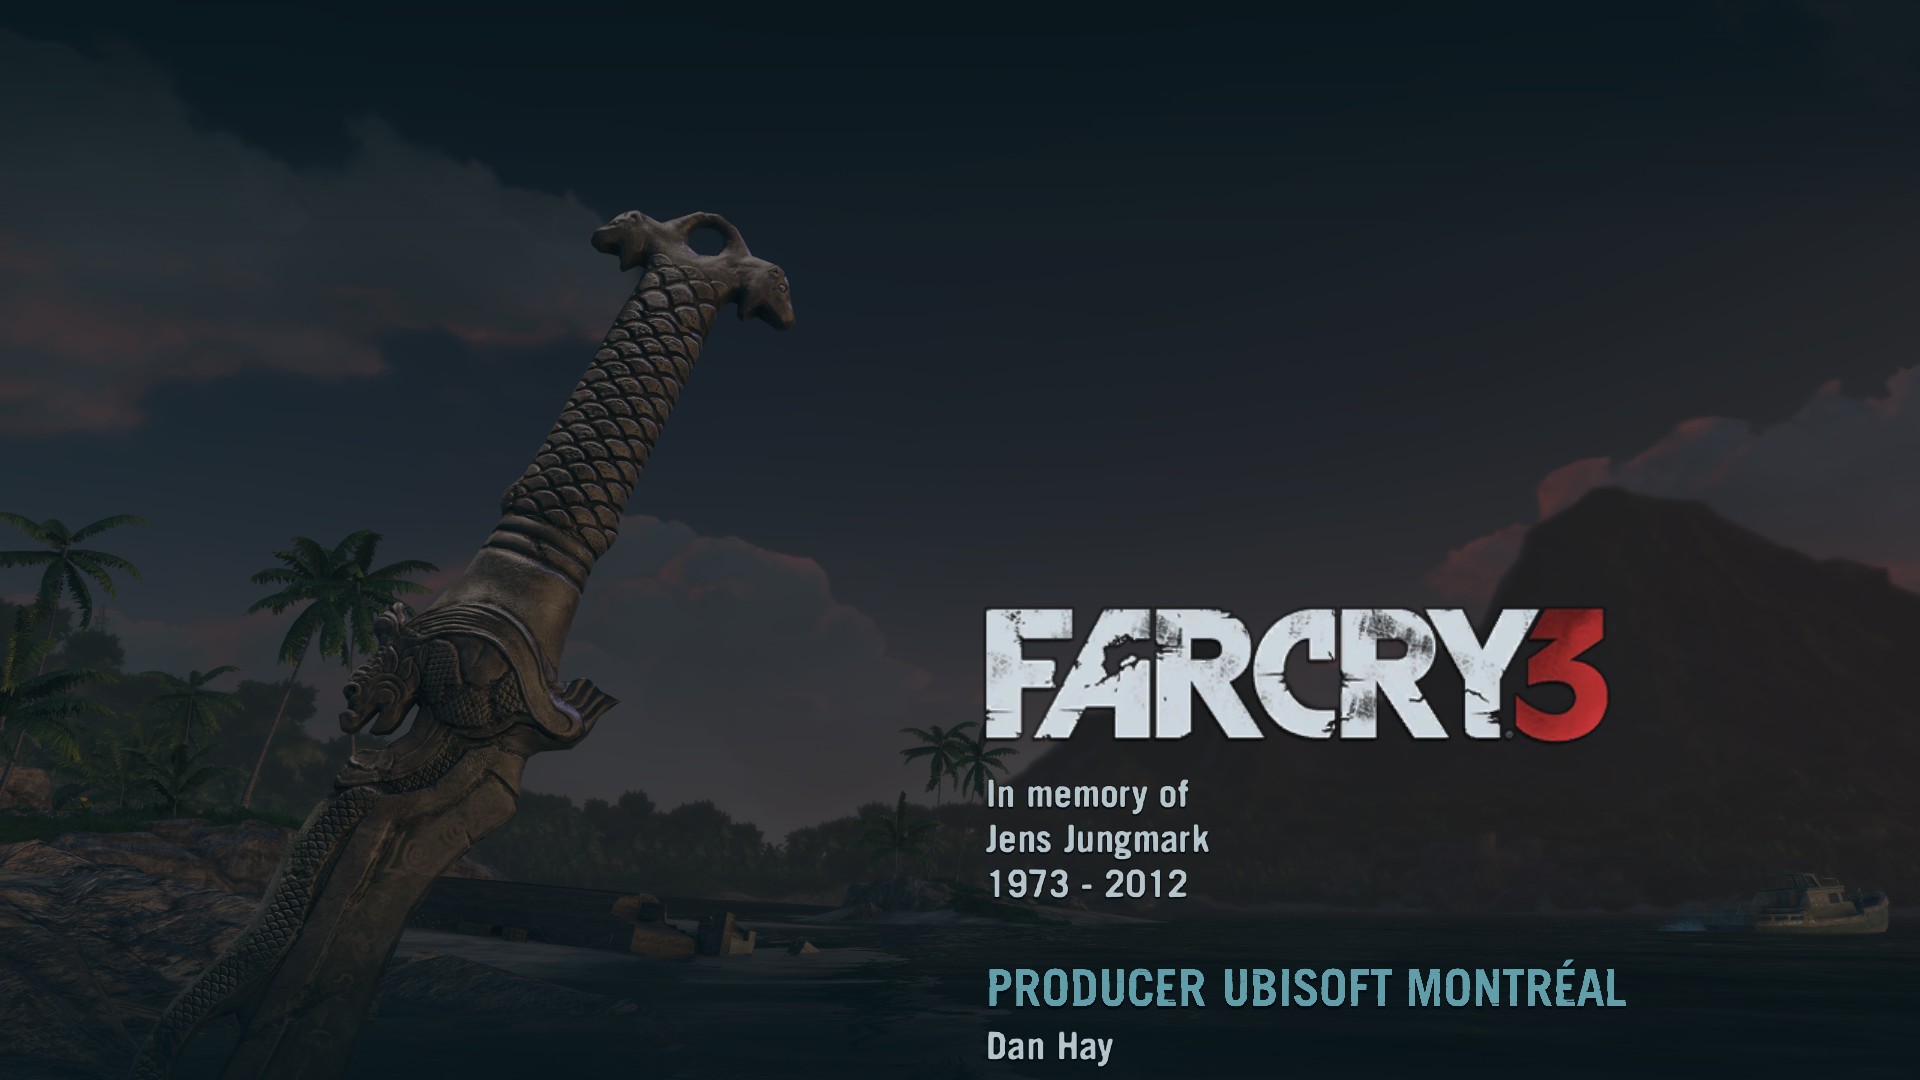 FARCRY3
In memory of
Jens Jungmark
1973 - 2012
PRODUCER UBISOFT MONTRÉAL
Dan Hay